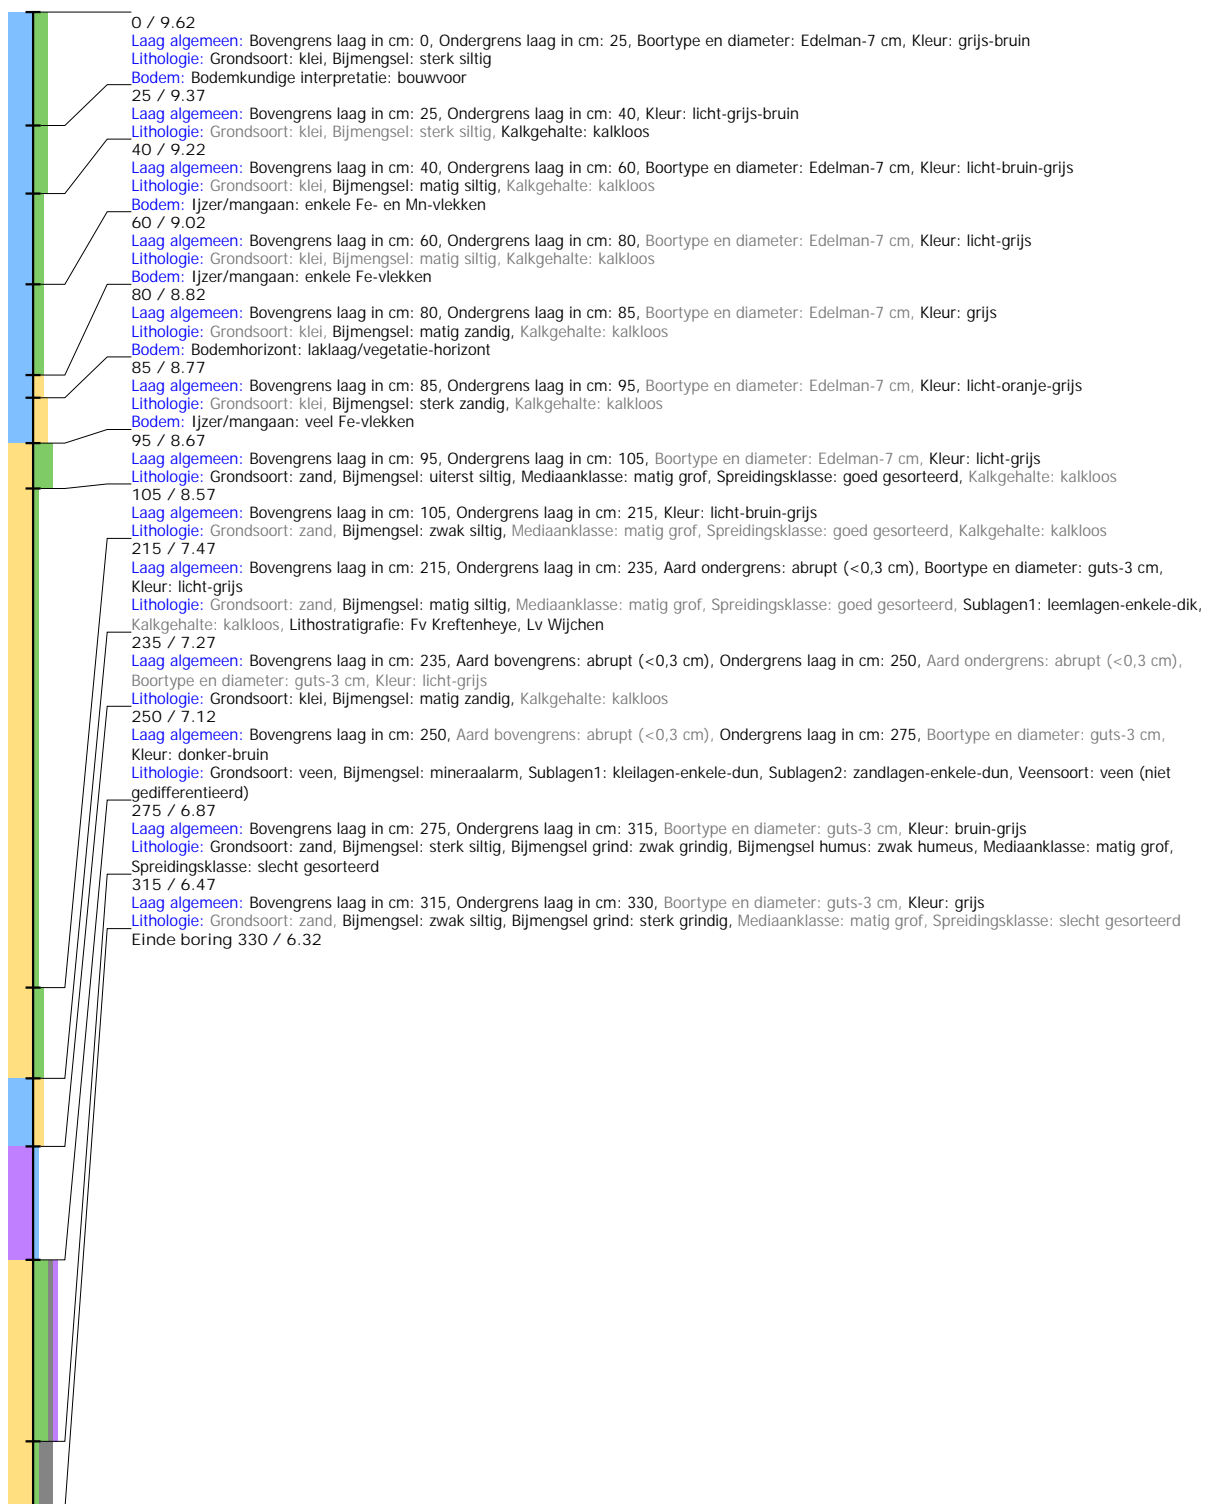 0 / 9.62
Laag algemeen: Bovengrens laag in cm: 0, Ondergrens laag in cm: 25, Boortype en diameter: Edelman-7 cm, Kleur: grijs-bruin
Lithologie: Grondsoort: klei, Bijmengsel: sterk siltig
Bodem: Bodemkundige interpretatie: bouwvoor
25 / 9.37
Laag algemeen: Bovengrens laag in cm: 25, Ondergrens laag in cm: 40, Kleur: licht-grijs-bruin
Lithologie: Grondsoort: klei, Bijmengsel: sterk siltig, Kalkgehalte: kalkloos
40 / 9.22
Laag algemeen: Bovengrens laag in cm: 40, Ondergrens laag in cm: 60, Boortype en diameter: Edelman-7 cm, Kleur: licht-bruin-grijs
Lithologie: Grondsoort: klei, Bijmengsel: matig siltig, Kalkgehalte: kalkloos
Bodem: Ijzer/mangaan: enkele Fe- en Mn-vlekken
60 / 9.02
Laag algemeen: Bovengrens laag in cm: 60, Ondergrens laag in cm: 80, Boortype en diameter: Edelman-7 cm, Kleur: licht-grijs
Lithologie: Grondsoort: klei, Bijmengsel: matig siltig, Kalkgehalte: kalkloos
Bodem: Ijzer/mangaan: enkele Fe-vlekken
80 / 8.82
Laag algemeen: Bovengrens laag in cm: 80, Ondergrens laag in cm: 85, Boortype en diameter: Edelman-7 cm, Kleur: grijs
Lithologie: Grondsoort: klei, Bijmengsel: matig zandig, Kalkgehalte: kalkloos
Bodem: Bodemhorizont: laklaag/vegetatie-horizont
85 / 8.77
Laag algemeen: Bovengrens laag in cm: 85, Ondergrens laag in cm: 95, Boortype en diameter: Edelman-7 cm, Kleur: licht-oranje-grijs
Lithologie: Grondsoort: klei, Bijmengsel: sterk zandig, Kalkgehalte: kalkloos
Bodem: Ijzer/mangaan: veel Fe-vlekken
95 / 8.67
Laag algemeen: Bovengrens laag in cm: 95, Ondergrens laag in cm: 105, Boortype en diameter: Edelman-7 cm, Kleur: licht-grijs
Lithologie: Grondsoort: zand, Bijmengsel: uiterst siltig, Mediaanklasse: matig grof, Spreidingsklasse: goed gesorteerd, Kalkgehalte: kalkloos
105 / 8.57
Laag algemeen: Bovengrens laag in cm: 105, Ondergrens laag in cm: 215, Kleur: licht-bruin-grijs
Lithologie: Grondsoort: zand, Bijmengsel: zwak siltig, Mediaanklasse: matig grof, Spreidingsklasse: goed gesorteerd, Kalkgehalte: kalkloos
215 / 7.47
Laag algemeen: Bovengrens laag in cm: 215, Ondergrens laag in cm: 235, Aard ondergrens: abrupt (<0,3 cm), Boortype en diameter: guts-3 cm,
Kleur: licht-grijs
Lithologie: Grondsoort: zand, Bijmengsel: matig siltig, Mediaanklasse: matig grof, Spreidingsklasse: goed gesorteerd, Sublagen1: leemlagen-enkele-dik,
Kalkgehalte: kalkloos, Lithostratigrafie: Fv Kreftenheye, Lv Wijchen
235 / 7.27
Laag algemeen: Bovengrens laag in cm: 235, Aard bovengrens: abrupt (<0,3 cm), Ondergrens laag in cm: 250, Aard ondergrens: abrupt (<0,3 cm),
Boortype en diameter: guts-3 cm, Kleur: licht-grijs
Lithologie: Grondsoort: klei, Bijmengsel: matig zandig, Kalkgehalte: kalkloos
250 / 7.12
Laag algemeen: Bovengrens laag in cm: 250, Aard bovengrens: abrupt (<0,3 cm), Ondergrens laag in cm: 275, Boortype en diameter: guts-3 cm,
Kleur: donker-bruin
Lithologie: Grondsoort: veen, Bijmengsel: mineraalarm, Sublagen1: kleilagen-enkele-dun, Sublagen2: zandlagen-enkele-dun, Veensoort: veen (niet
gedifferentieerd)
275 / 6.87
Laag algemeen: Bovengrens laag in cm: 275, Ondergrens laag in cm: 315, Boortype en diameter: guts-3 cm, Kleur: bruin-grijs
Lithologie: Grondsoort: zand, Bijmengsel: sterk siltig, Bijmengsel grind: zwak grindig, Bijmengsel humus: zwak humeus, Mediaanklasse: matig grof,
Spreidingsklasse: slecht gesorteerd
315 / 6.47
Laag algemeen: Bovengrens laag in cm: 315, Ondergrens laag in cm: 330, Boortype en diameter: guts-3 cm, Kleur: grijs
Lithologie: Grondsoort: zand, Bijmengsel: zwak siltig, Bijmengsel grind: sterk grindig, Mediaanklasse: matig grof, Spreidingsklasse: slecht gesorteerd
Einde boring 330 / 6.32